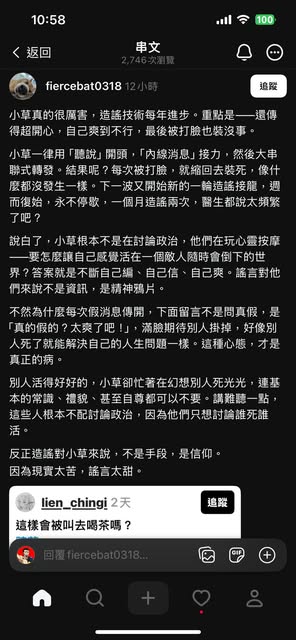 10:58
100
返回
串文
2,746次瀏覽
fiercebat0318 12小時
追蹤
小草真的很厲害，造謠技術每年進步。重點是——還傳
得超開心，自己爽到不行，最後被打臉也裝沒事。
小草一律用「聽說」開頭，「內線消息」接力，然後大串
聯式轉發。結果呢？每次被打臉，就縮回去裝死，像什
麼都沒發生一樣。下一波又開始新的一輪造謠接龍，週
而復始，永不停歇，一個月造謠兩次，醫生都說太頻繁
了吧？
說白了，小草根本不是在討論政治，他們在玩心靈按摩
——要怎麼讓自己感覺活在一個敵人隨時會倒下的世
界？答案就是不斷自己編、自己信、自己爽。謠言對他
們來說不是資訊，是精神鴉片。
不然為什麼每次假消息傳開，下面留言不是問真假，是
「真的假的？太爽了吧！」，滿臉期待別人掛掉，好像別
人死了就能解決自己的人生問題一樣。這種心態，才是
真正的病。
別人活得好好的，小草卻忙著在幻想別人死光光，連基
本的常識、禮貌、甚至自尊都可以不要。講難聽一點，
這些人根本不配討論政治，因為他們只想討論誰死誰
活。
反正造謠對小草來說，不是手段，是信仰。
因為現實太苦，謠言太甜。
lien_chingi 2天
追蹤
這樣會被叫去喝茶嗎？
回覆fiercebat0318...
GIF